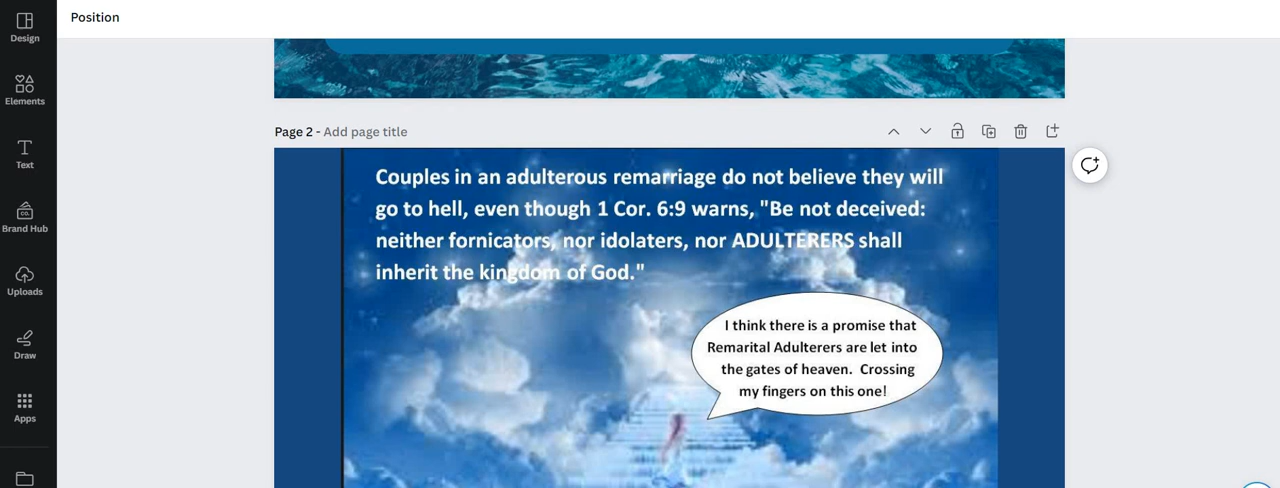 Position
Design
Elements
Text
CO.
Brand Hub
Uploads
Draw
Apps
Page 2 - Add page title
Couples in an adulterous remarriage do not believe they will
go to hell, even though 1 Cor. 6:9 warns, "Be not deceived:
neither fornicators, nor idolaters, nor ADULTERERS shall
inherit the kingdom of God."
I think there is a promise that
Remarital Adulterers are let into
the gates of heaven.  Crossing
my fingers on this one!